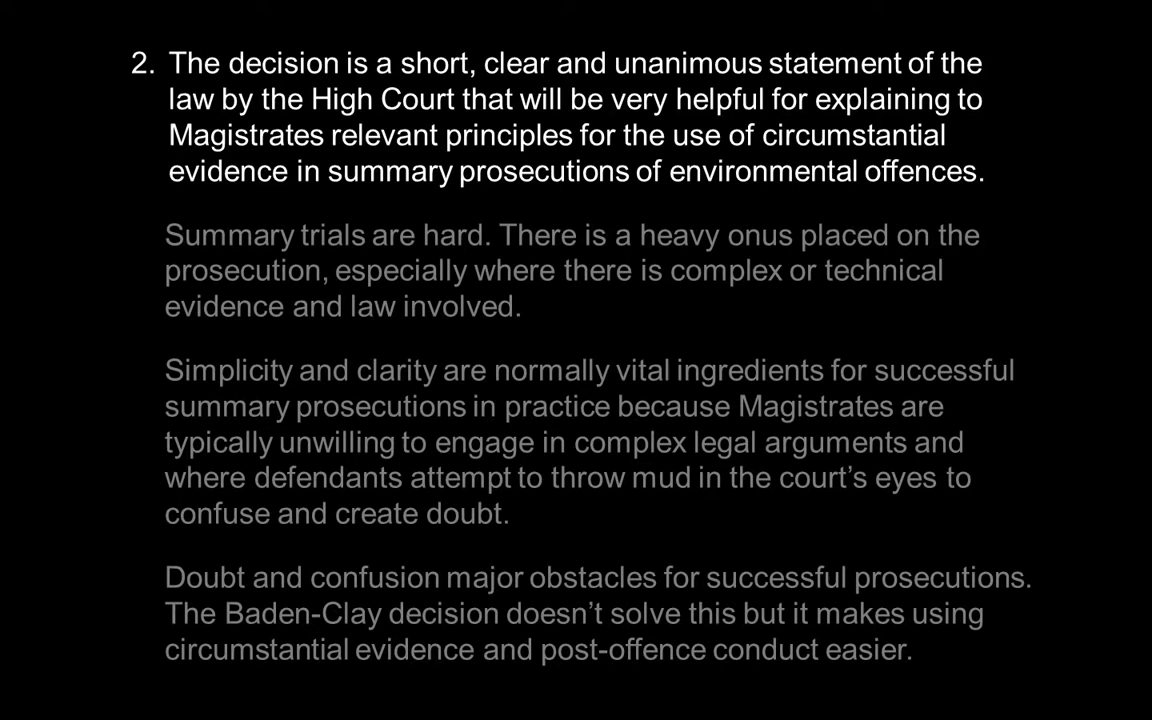 2. The decision is a short, clear and unanimous statement of the
law by the High Court that will be very helpful for explaining to
Magistrates relevant principles for the use of circumstantial
evidence in summary prosecutions of environmental offences.
Summary trials are hard. There is a heavy onus placed on the
prosecution, especially where there is complex or technical
evidence and law involved.
Simplicity and clarity are normally vital ingredients for successful
summary prosecutions in practice because Magistrates are
typically unwilling to engage in complex legal arguments and
where defendants attempt to throw mud in the court’s eyes to
confuse and create doubt.
Doubt and confusion major obstacles for successful prosecutions.
The Baden-Clay decision doesn’t solve this but it makes using
circumstantial evidence and post-offence conduct easier.